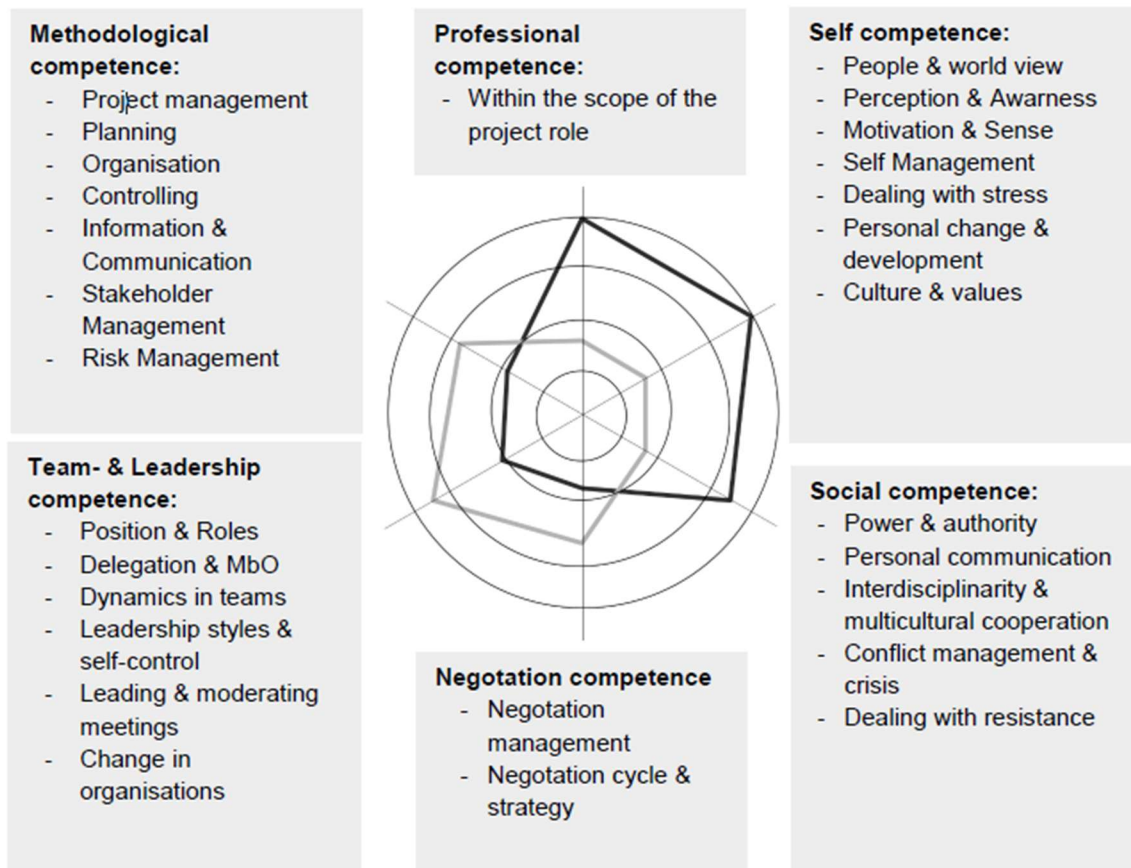 Methodological
competence:
- Project management
- Planning
- Organisation
- Controlling
- Information &
Communication
- Stakeholder
Management
- Risk Management
Professional
competence:
- Within the scope of the
project role
Self competence:
- People & world view
- Perception & Awarness
- Motivation & Sense
- Self Management
- Dealing with stress
- Personal change &
development
- Culture & values
Team- & Leadership
competence:
- Position & Roles
- Delegation & MbO
- Dynamics in teams
- Leadership styles &
self-control
- Leading & moderating
meetings
- Change in
organisations
Negotation competence
- Negotation
management
- Negotation cycle &
strategy
Social competence:
- Power & authority
- Personal communication
- Interdisciplinarity &
multicultural cooperation
- Conflict management &
crisis
- Dealing with resistance